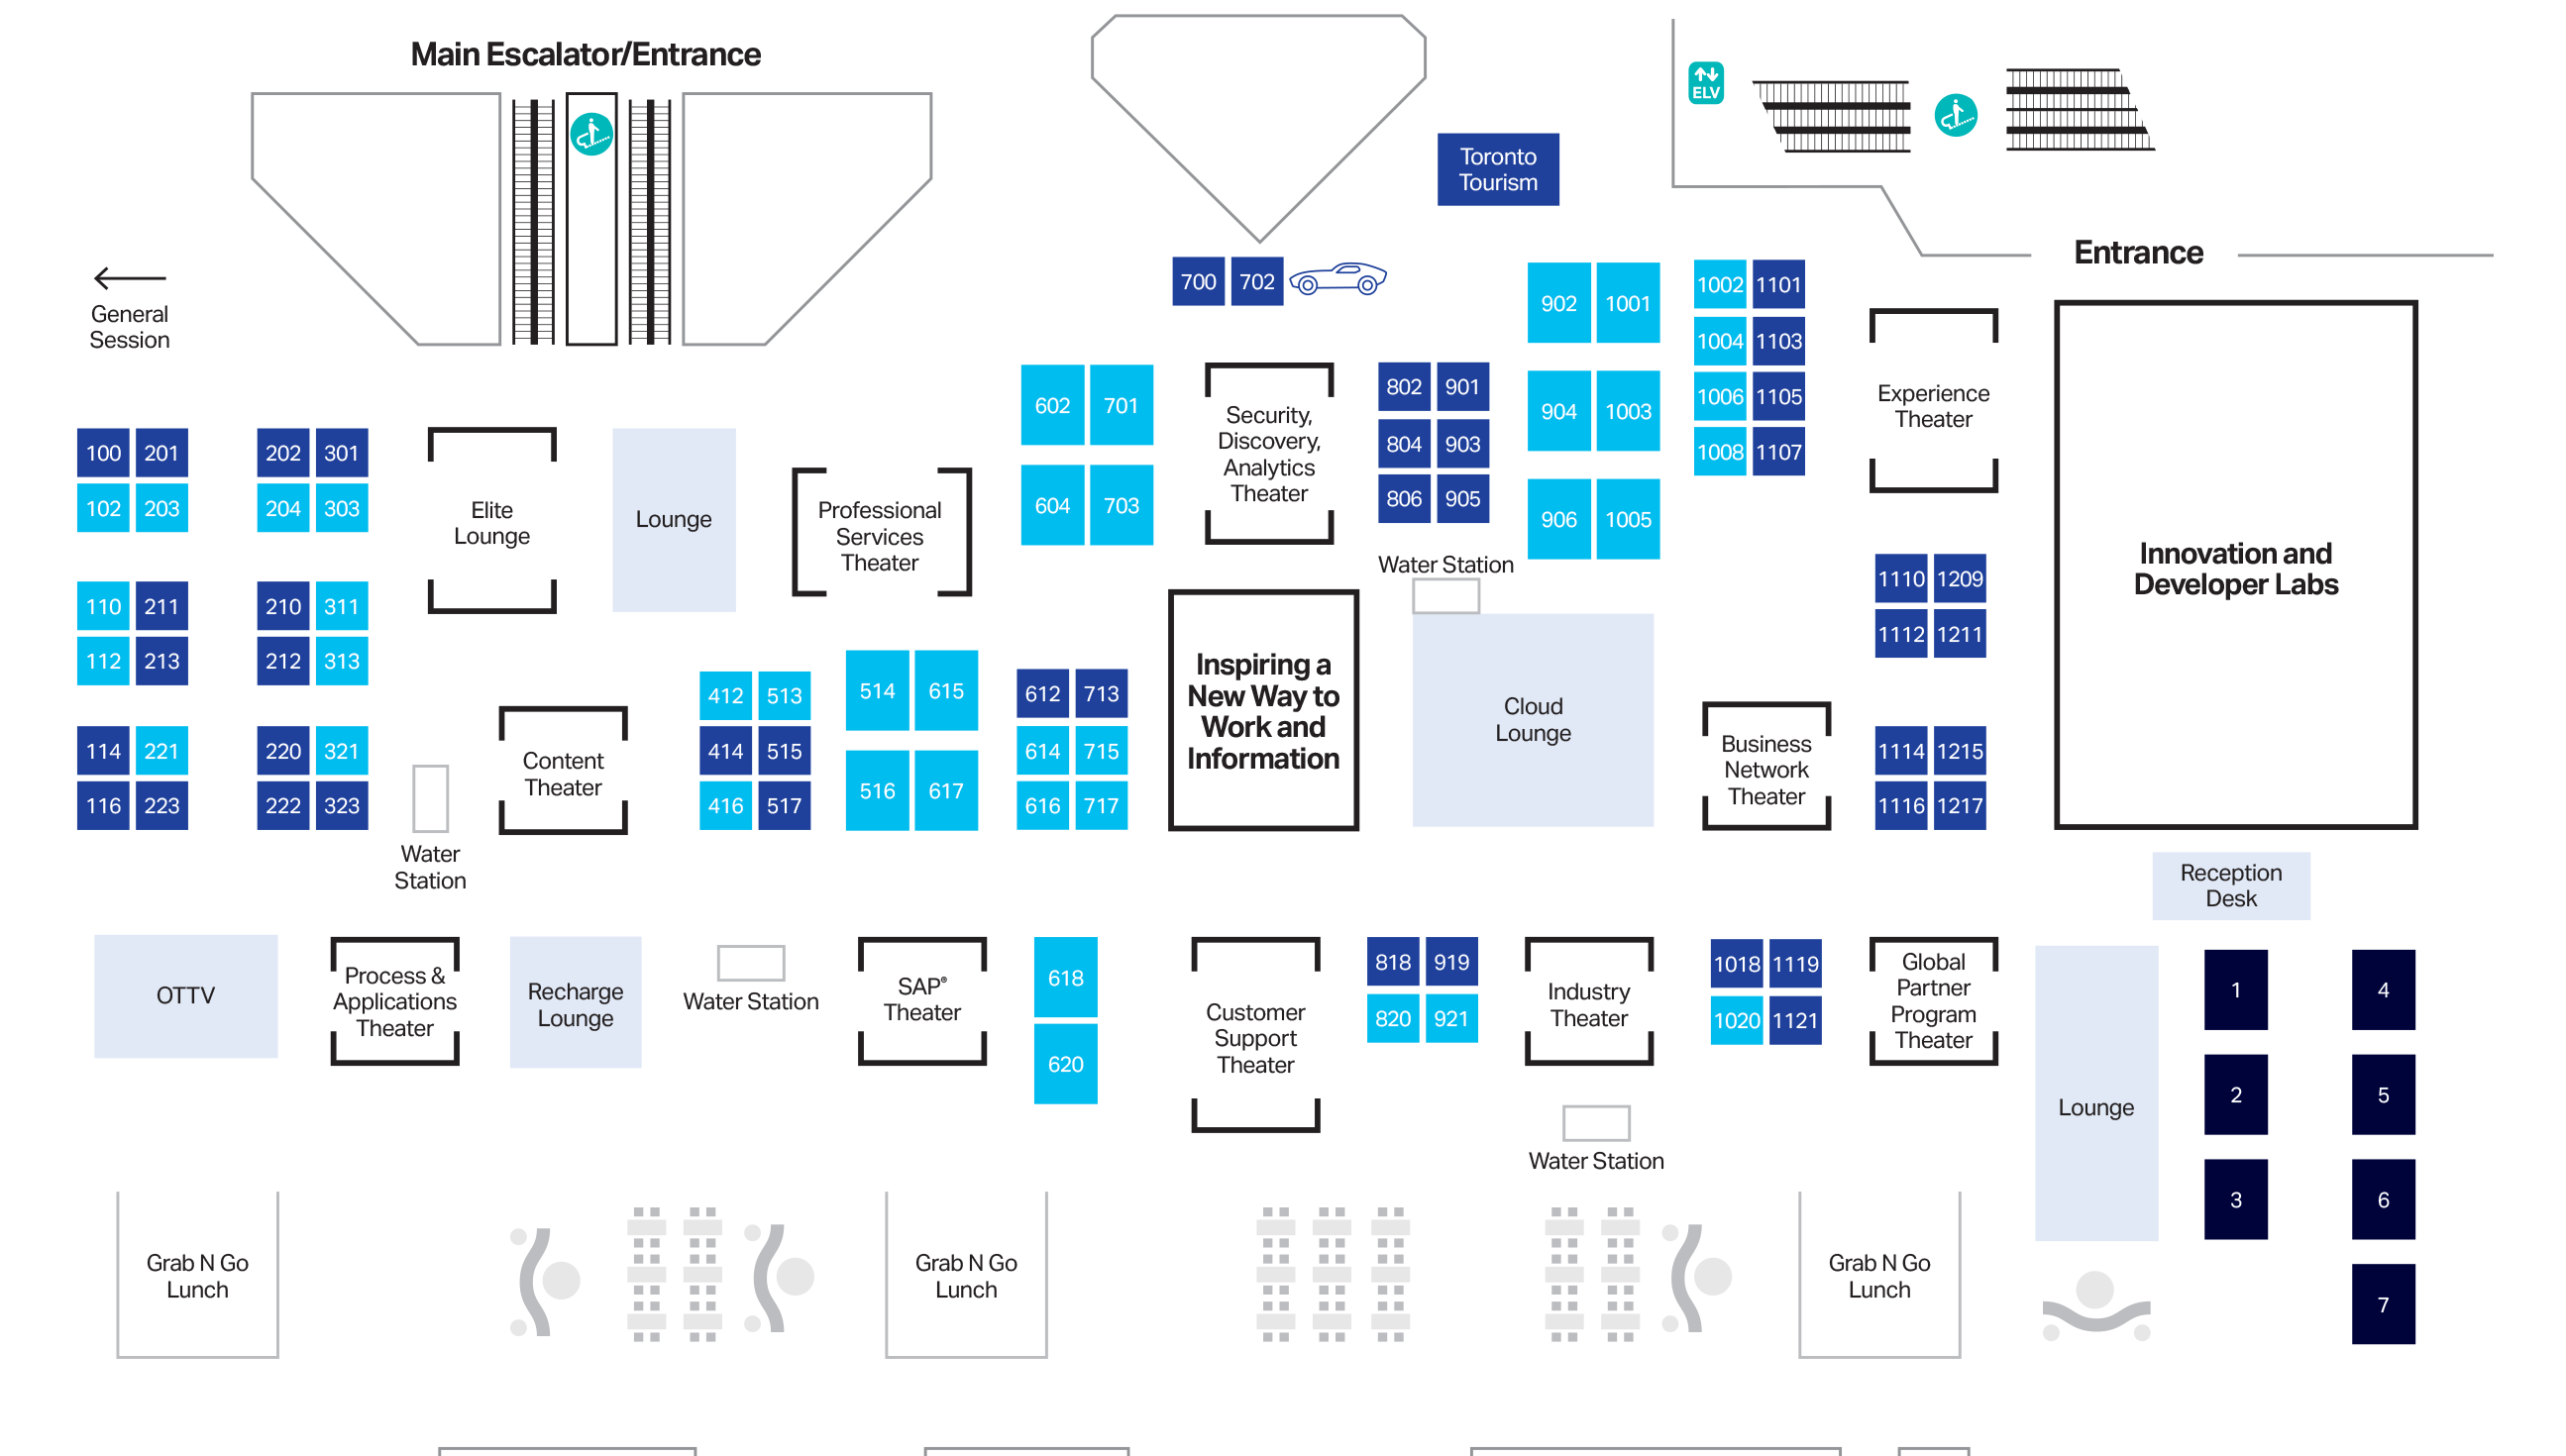 Main Escalator/Entrance
ELV
Toronto
Tourism
Entrance
General
Session
700 702
902 1001
1002 1101
1004 1103
904 1003
1006 1105
1008 1107
906 1005
602 701
604 703
Security,
Discovery,
Analytics
Theater
802 901
804 903
806 905
Experience
Theater
100 201
102 203
202 301
204 303
Elite
Lounge
Lounge
Professional
Services
Theater
Water Station
Innovation and
Developer Labs
110 211
112 213
210 311
212 313
1110 1209
1112 1211
412 513
414 515
416 517
514 615
516 617
612 713
614 715
616 717
Inspiring a
New Way to
Work and
Information
Cloud
Lounge
Business
Network
Theater
114 221
116 223
220 321
222 323
Content
Theater
1114 1215
1116 1217
Water
Station
Reception
Desk
OTTV
Process &
Applications
Theater
Recharge
Lounge
Water Station
SAP®
Theater
618
620
Customer
Support
Theater
818 919
820 921
Industry
Theater
1018 1119
1020 1121
Global
Partner
Program
Theater
Lounge
1 4
2 5
3 6
7
Water Station
Grab N Go
Lunch
Grab N Go
Lunch
Grab N Go
Lunch